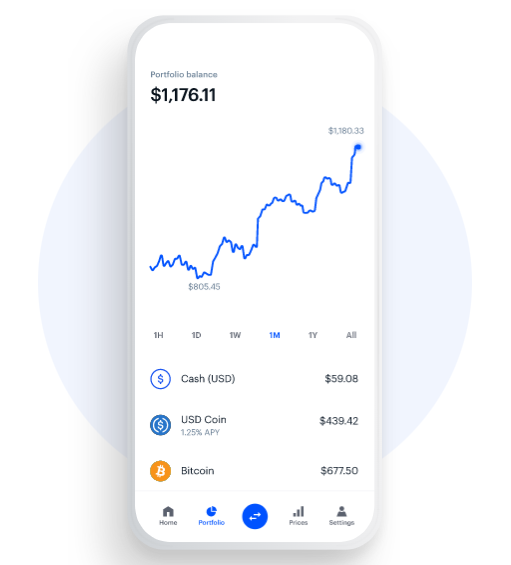 Portfolio balance
$1,176.11
$1,180.33
$805.45
1H 1D 1W 1M 1Y All
Cash (USD) $59.08
USD Coin $439.42
1.25% APY
Bitcoin $677.50
Home Portfolio Prices Settings